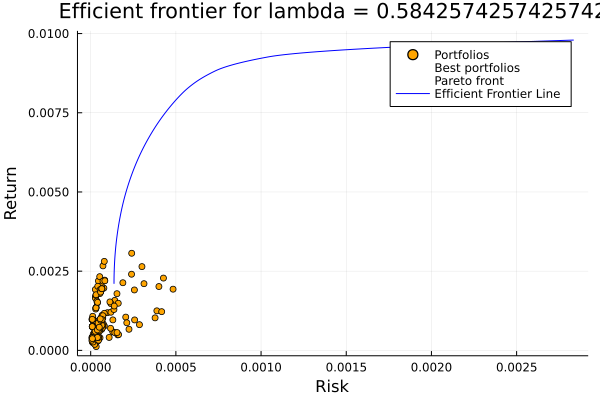 Efficient frontier for lambda = 0.5842574257425742
0.0100
0.0075
0.0050
0.0025
0.0000
Return
Portfolios
Best portfolios
Pareto front
Efficient Frontier Line
0.0000 0.0005 0.0010 0.0015 0.0020 0.0025
Risk